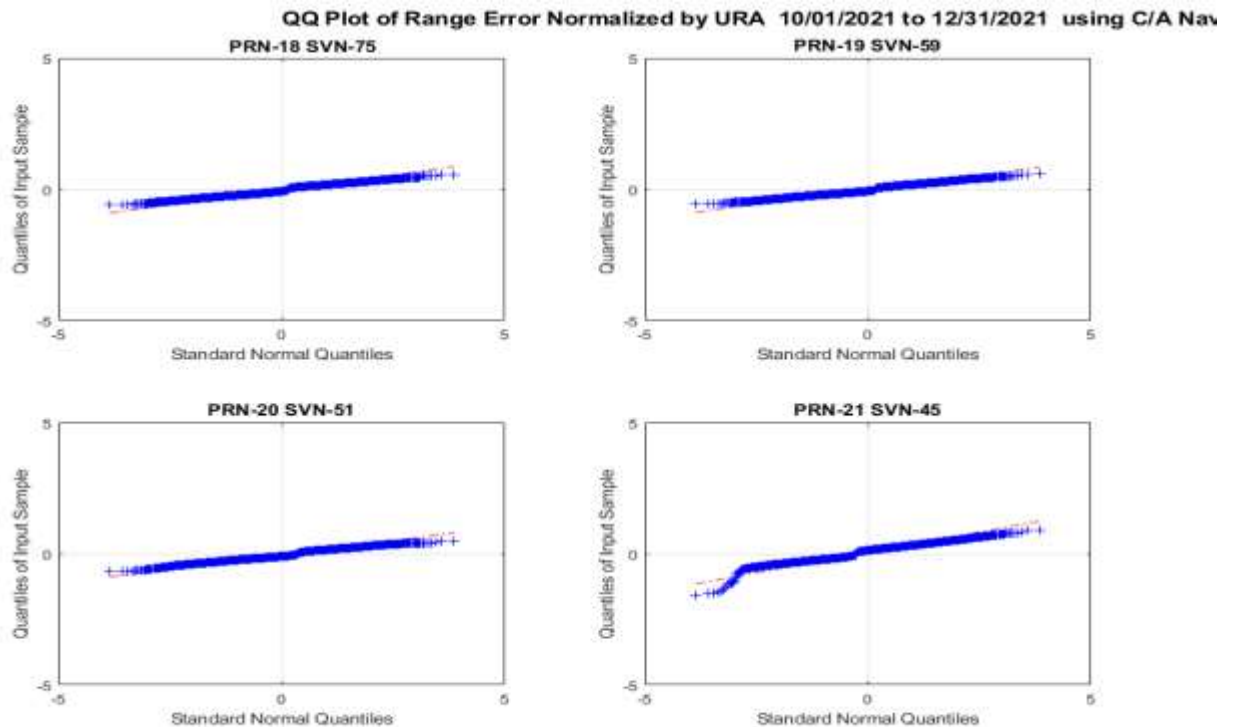 QQ Plot of Range Error Normalized by URA 10/01/2021 to 12/31/2021 using C/A Nav
PRN-18 SVN-75
5
0
-5
-5
0
5
Quantiles of Input Sample
Standard Normal Quantiles
PRN-19 SVN-59
5
0
-5
-5
0
5
Quantiles of Input Sample
Standard Normal Quantiles
PRN-20 SVN-51
5
0
-5
-5
0
5
Quantiles of Input Sample
Standard Normal Quantiles
PRN-21 SVN-45
5
0
-5
-5
0
5
Quantiles of Input Sample
Standard Normal Quantiles